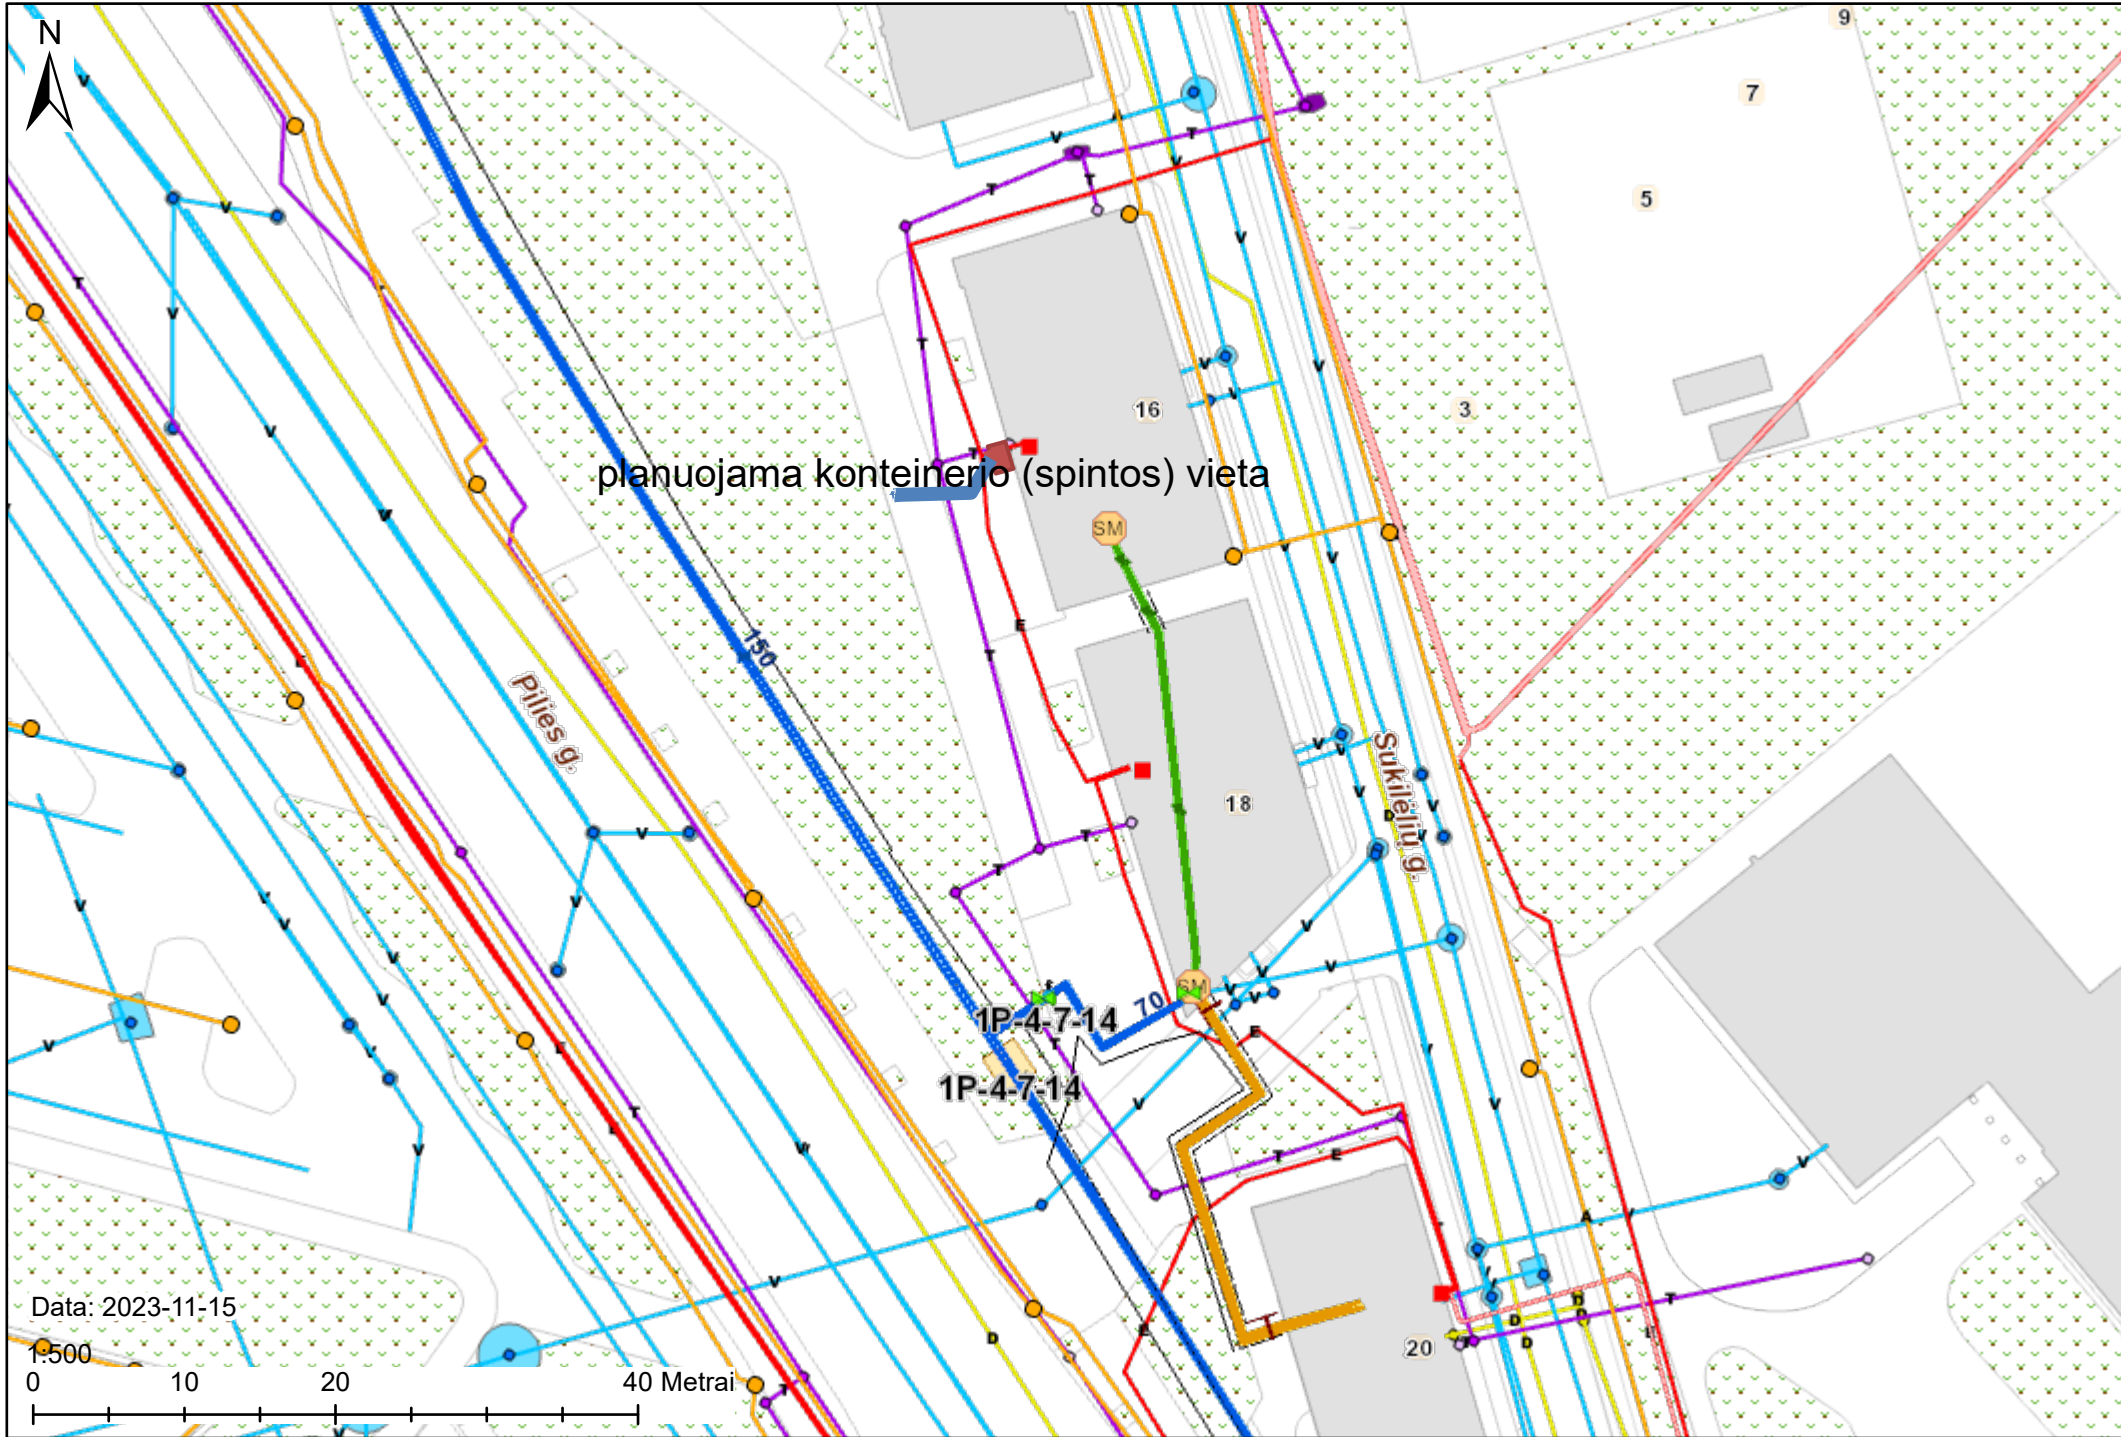 N
9
7
5
16
3
planuojama konteinerio (spintos) vieta
SM
150
Pilies g.
Sukilėlių g.
18
SM
70
1P-4-7-14
1P-4-7-14
Data: 2023-11-15
20
1:500
0 10 20 40 Metrai